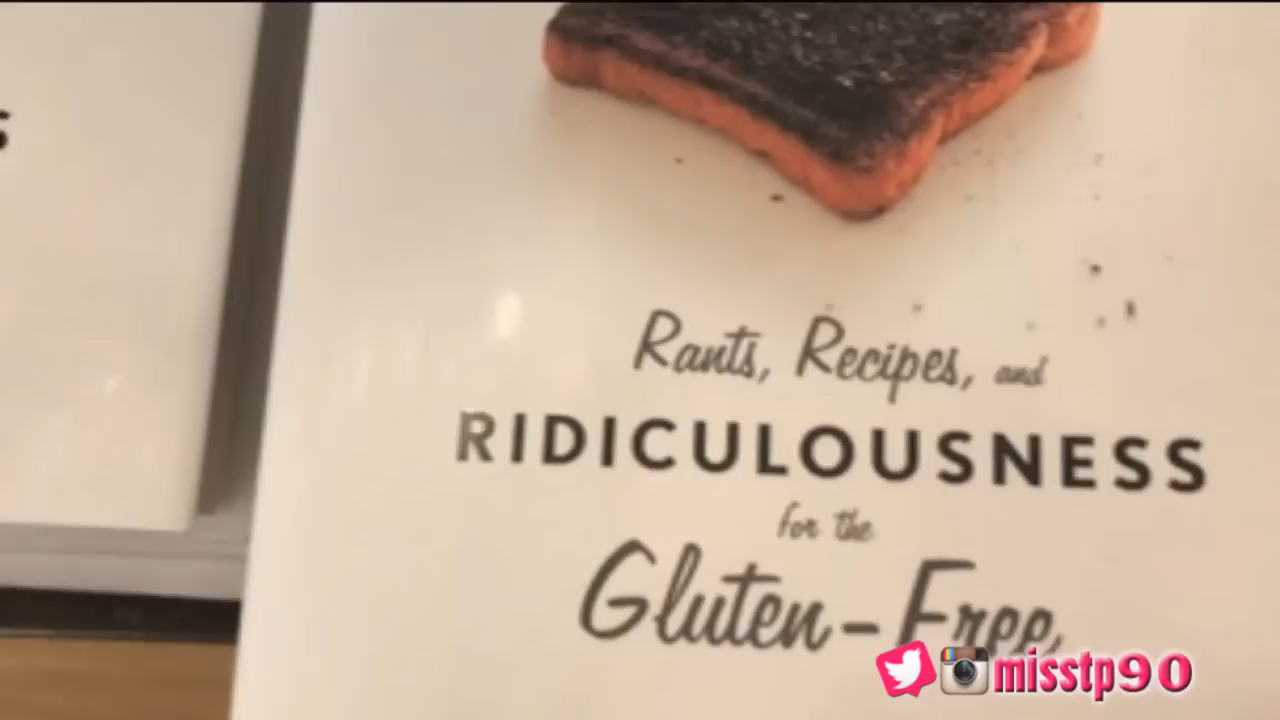 s
Rants, Recipes, and
RIDICULOUSNESS
for the
Gluten-Free
misstp90